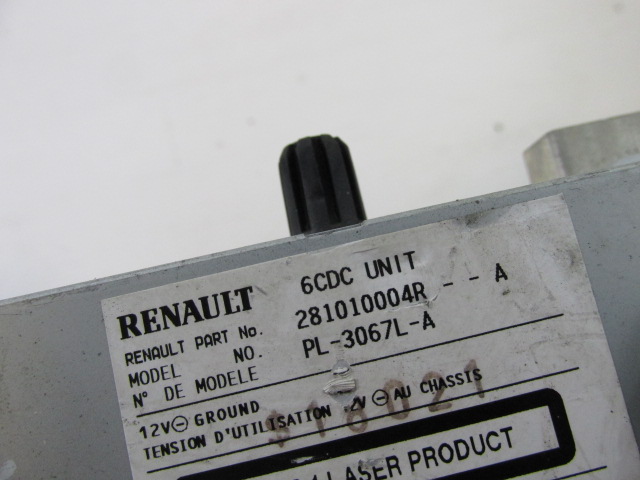 6CDC UNIT
RENAULT
RENAULT PART No. 281010004R - - A
MODEL NO. PL-3067L-A
N° DE MODELE
12V⊖ GROUND
TENSION D'UTILISATION 12V⊖ AU CHASSIS
LASER PRODUCT